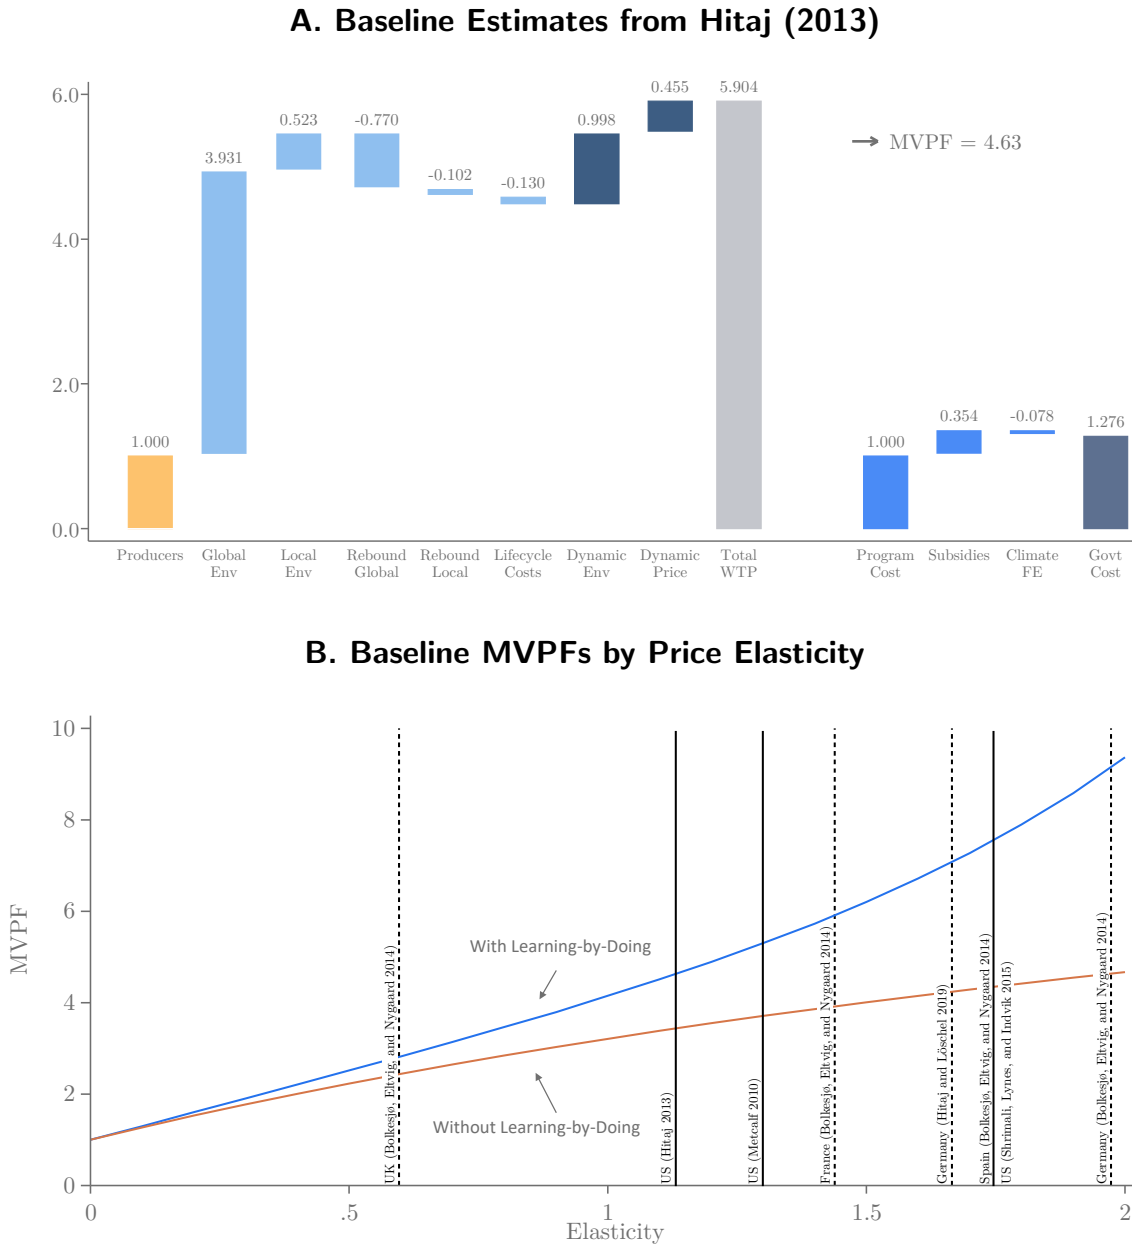 A. Baseline Estimates from Hitaj (2013)
6.0
4.0
2.0
0.0
1.000
3.931
0.523
-0.770
-0.102
-0.130
0.998
0.455
5.904
1.000
0.354
-0.078
1.276
→ MVPF = 4.63
Producers
Global
Env
Local
Env
Rebound
Global
Rebound
Local
Lifecycle
Costs
Dynamic
Env
Dynamic
Price
Total
WTP
Program
Cost
Subsidies
Climate
FE
Govt
Cost
B. Baseline MVPFs by Price Elasticity
MVPF
10
8
6
4
2
0
With Learning-by-Doing
Without Learning-by-Doing
UK (Bolkesjø, Eltvig, and Nygaard 2014)
US (Hitaj 2013)
US (Metcalf 2010)
France (Bolkesjø, Eltvig, and Nygaard 2014)
Germany (Hitaj and Löschel 2019)
Spain (Bolkesjø, Eltvig, and Nygaard 2014)
US (Shrimali, Lynes, and Indvik 2015)
Germany (Bolkesjø, Eltvig, and Nygaard 2014)
0
.5
1
1.5
2
Elasticity